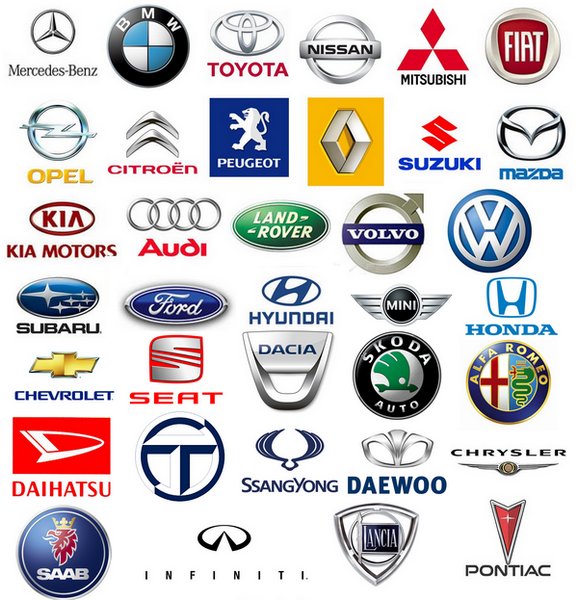 Mercedes-Benz
BMW
TOYOTA
NISSAN
MITSUBISHI
FIAT
OPEL
CITROËN
PEUGEOT
SUZUKI
mazda
KIA
KIA MOTORS
Audi
LAND-
ROVER
VOLVO
VW
SUBARU
Ford
HYUNDAI
MINI
HONDA
CHEVROLET
SEAT
DACIA
SKODA
AUTO
ALFA ROMEO
DAIHATSU
T
SSANGYONG
DAEWOO
CHRYSLER
SAAB
INFINITI
LANCIA
PONTIAC